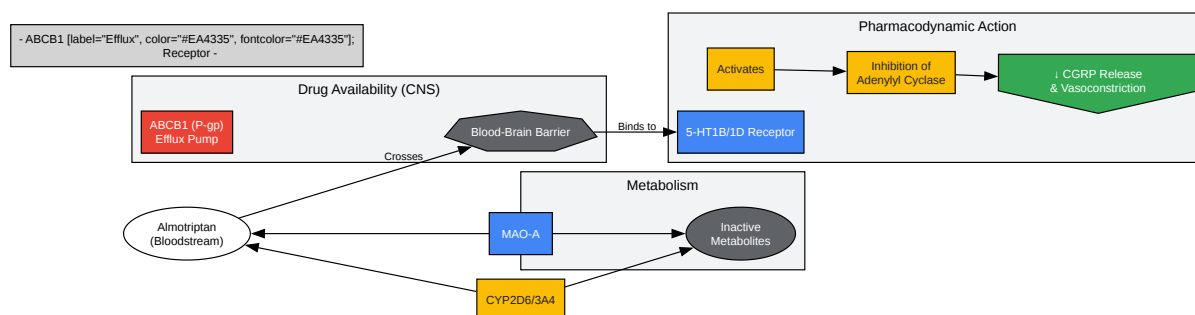 - ABCB1 [label="Efflux", color="#EA4335", fontcolor="#EA4335"];
Receptor -
Pharmacodynamic Action
Activates
Inhibition of
Adenylyl Cyclase
↓ CGRP Release
& Vasoconstriction
Drug Availability (CNS)
ABCB1 (P-gp)
Efflux Pump
Blood-Brain Barrier
Binds to
5-HT1B/1D Receptor
Crosses
Metabolism
Almotriptan
(Bloodstream)
MAO-A
Inactive
Metabolites
CYP2D6/3A4